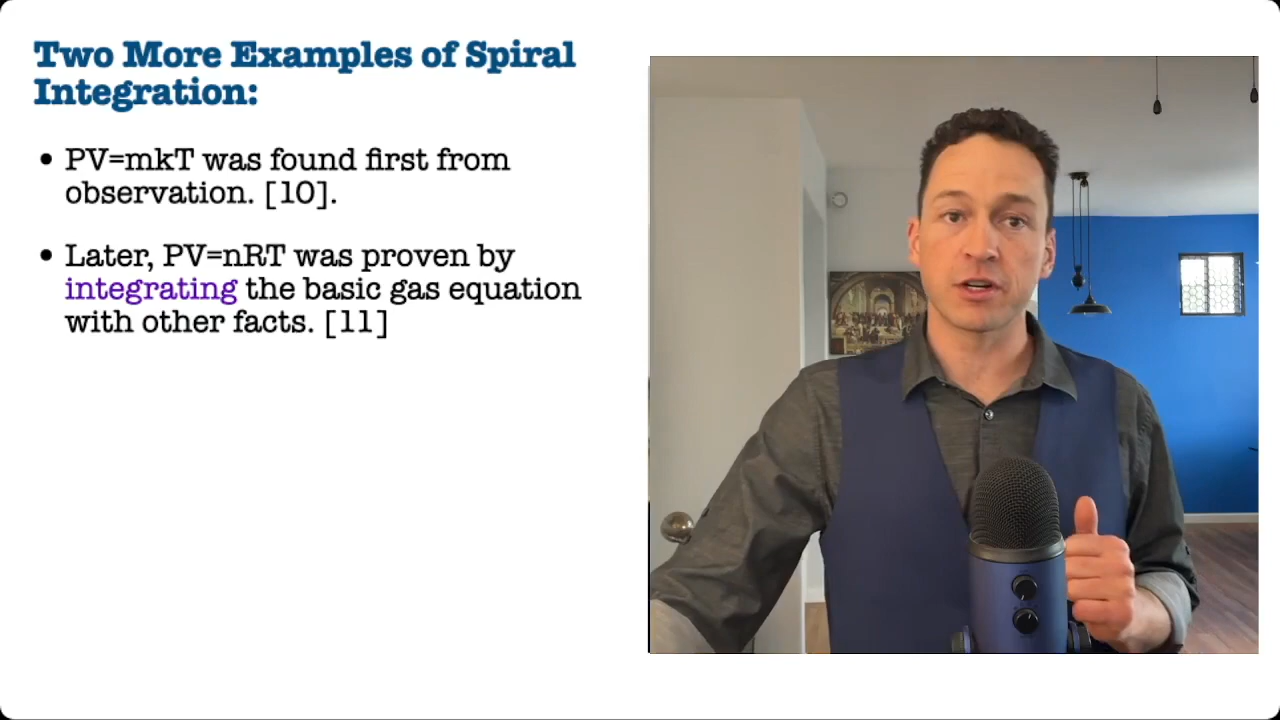 Two More Examples of Spiral
Integration:
• PV=mkT was found first from
observation. [10].
• Later, PV=nRT was proven by
integrating the basic gas equation
with other facts. [11]